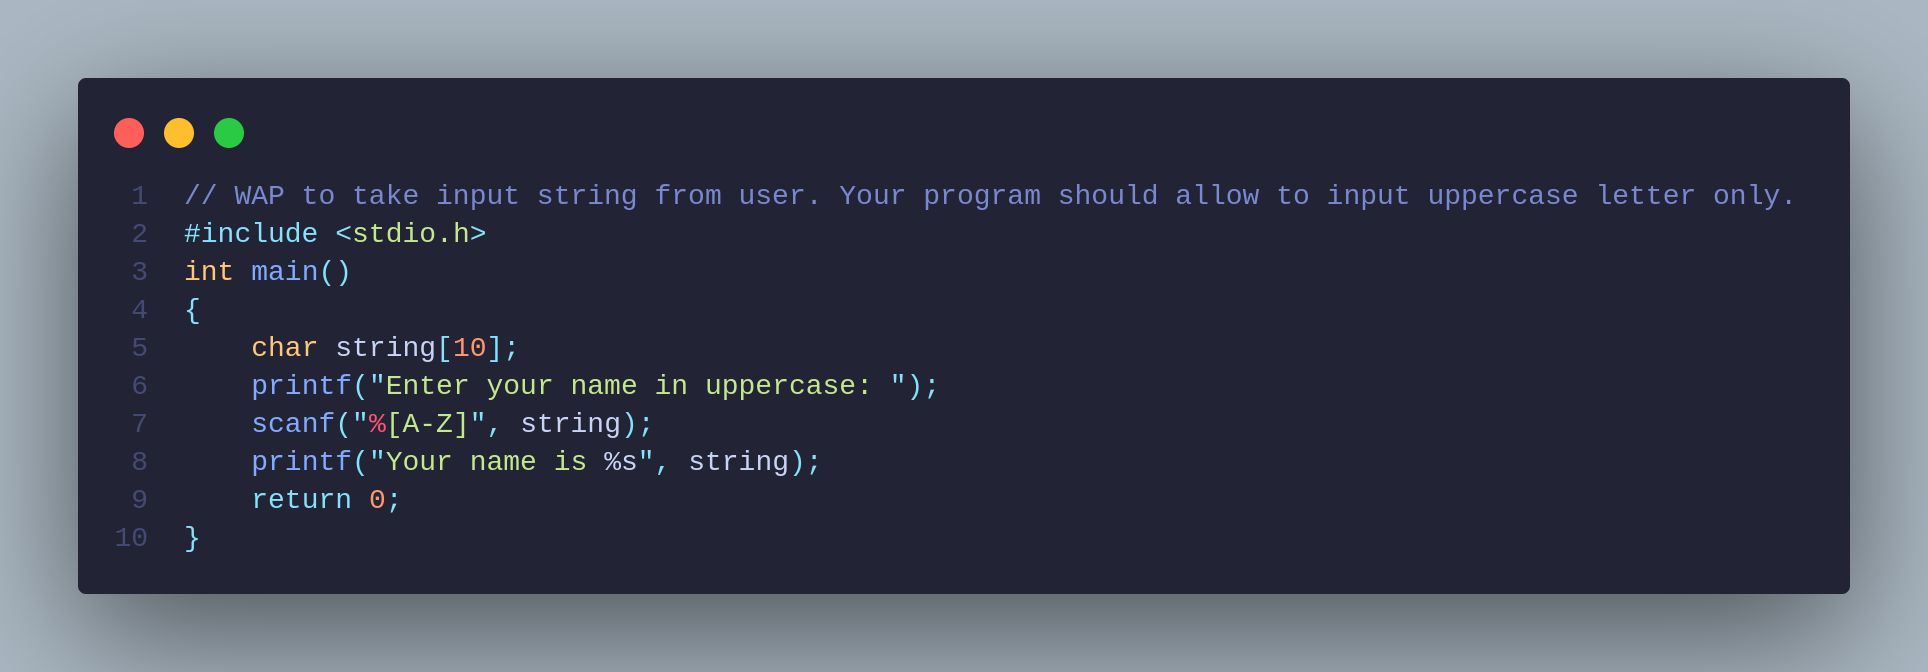 1 // WAP to take input string from user. Your program should allow to input uppercase letter only.
2 #include <stdio.h>
3 int main()
4 {
5     char string[10];
6     printf("Enter your name in uppercase: ");
7     scanf("%[A-Z]", string);
8     printf("Your name is %s", string);
9     return 0;
10 }